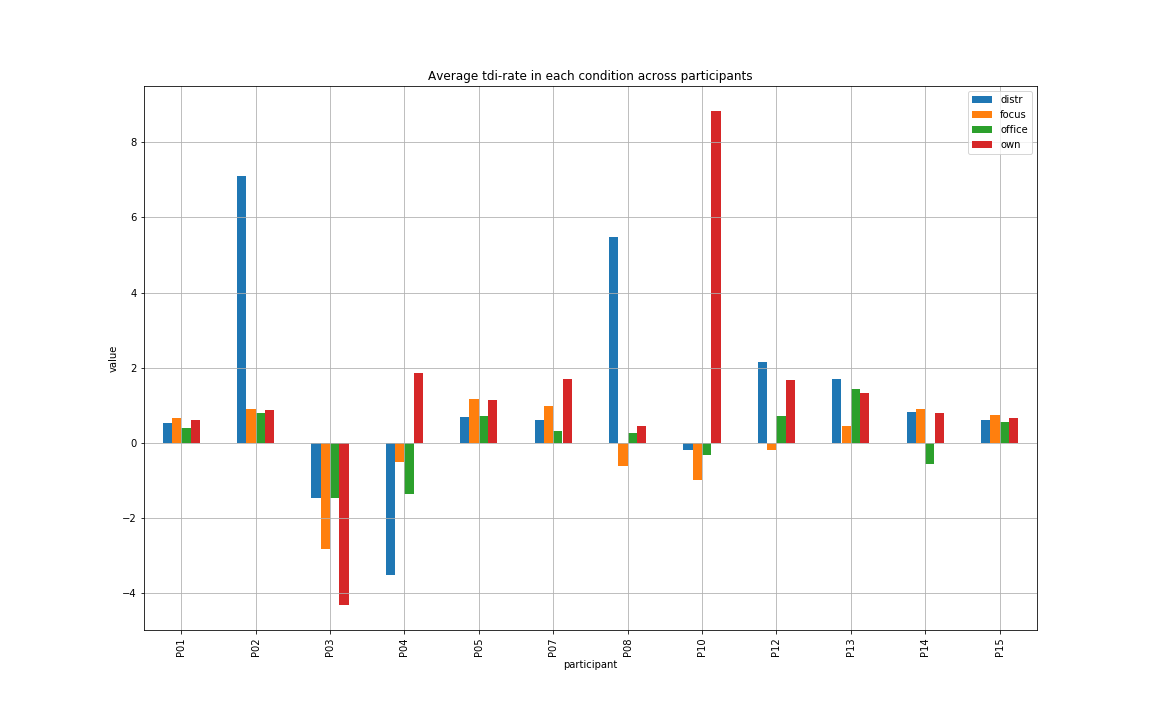 Average tdi-rate in each condition across participants
distr
focus
office
own
8
6
4
2
0
−2
−4
value
P01 P02 P03 P04 P05 P07 P08 P10 P12 P13 P14 P15
participant